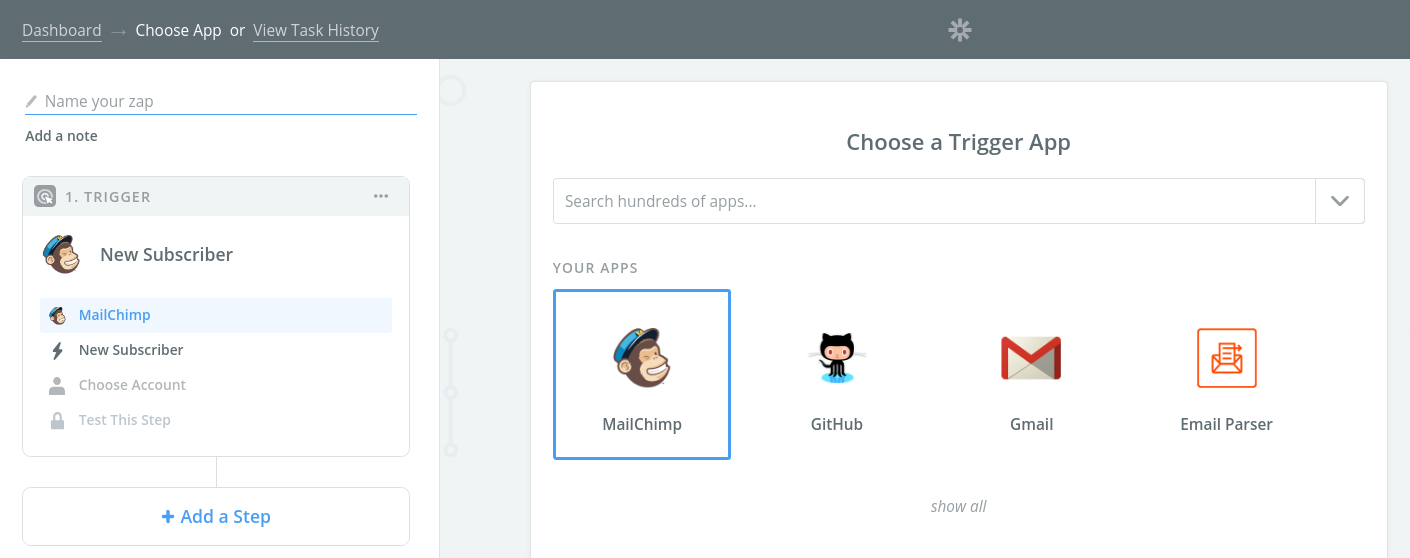 Dashboard → Choose App or View Task History
Name your zap
Add a note
1. TRIGGER
New Subscriber
MailChimp
New Subscriber
Choose Account
Test This Step
+ Add a Step
Choose a Trigger App
Search hundreds of apps...
YOUR APPS
MailChimp GitHub Gmail Email Parser
show all